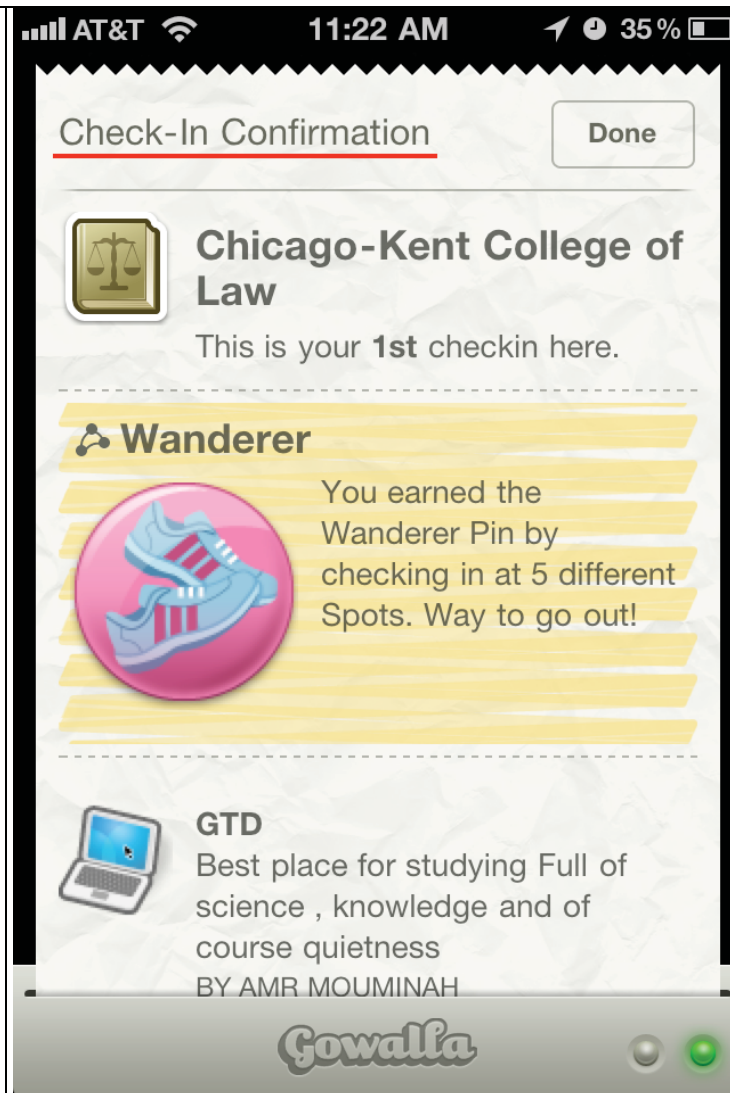 AT&T 11:22 AM 35%
Check-In Confirmation Done
Chicago-Kent College of
Law
This is your 1st checkin here.
Wanderer
You earned the
Wanderer Pin by
checking in at 5 different
Spots. Way to go out!
GTD
Best place for studying Full of
science , knowledge and of
course quietness
BY AMR MOUMINAH
Gowalla